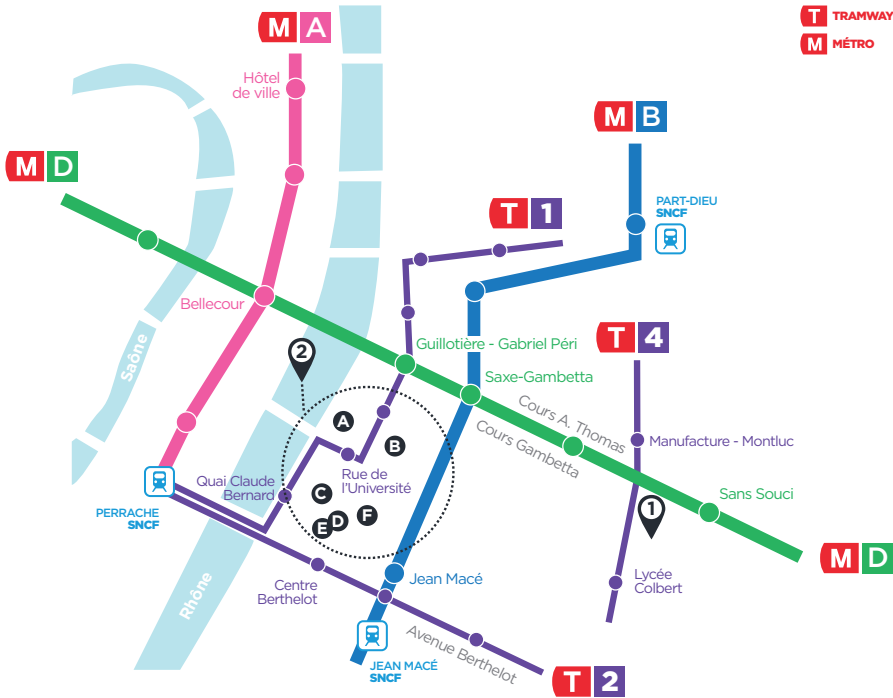 T TRAMWAY
M MÉTRO
M A
Hôtel
de ville
M B
M D
PART-DIEU
SNCF
T 1
Bellecour
Saône
Guillotière - Gabriel Péri
T 4
2
Saxe-Gambetta
Cours A. Thomas
Cours Gambetta
A
B
Manufacture - Montluc
Quai Claude
Bernard
Rue de
l'Université
C
E
D
F
Sans Souci
1
PERRACHE
SNCF
M D
Rhône
Centre
Berthelot
Jean Macé
Lycée
Colbert
Avenue Berthelot
JEAN MACÉ
SNCF
T 2